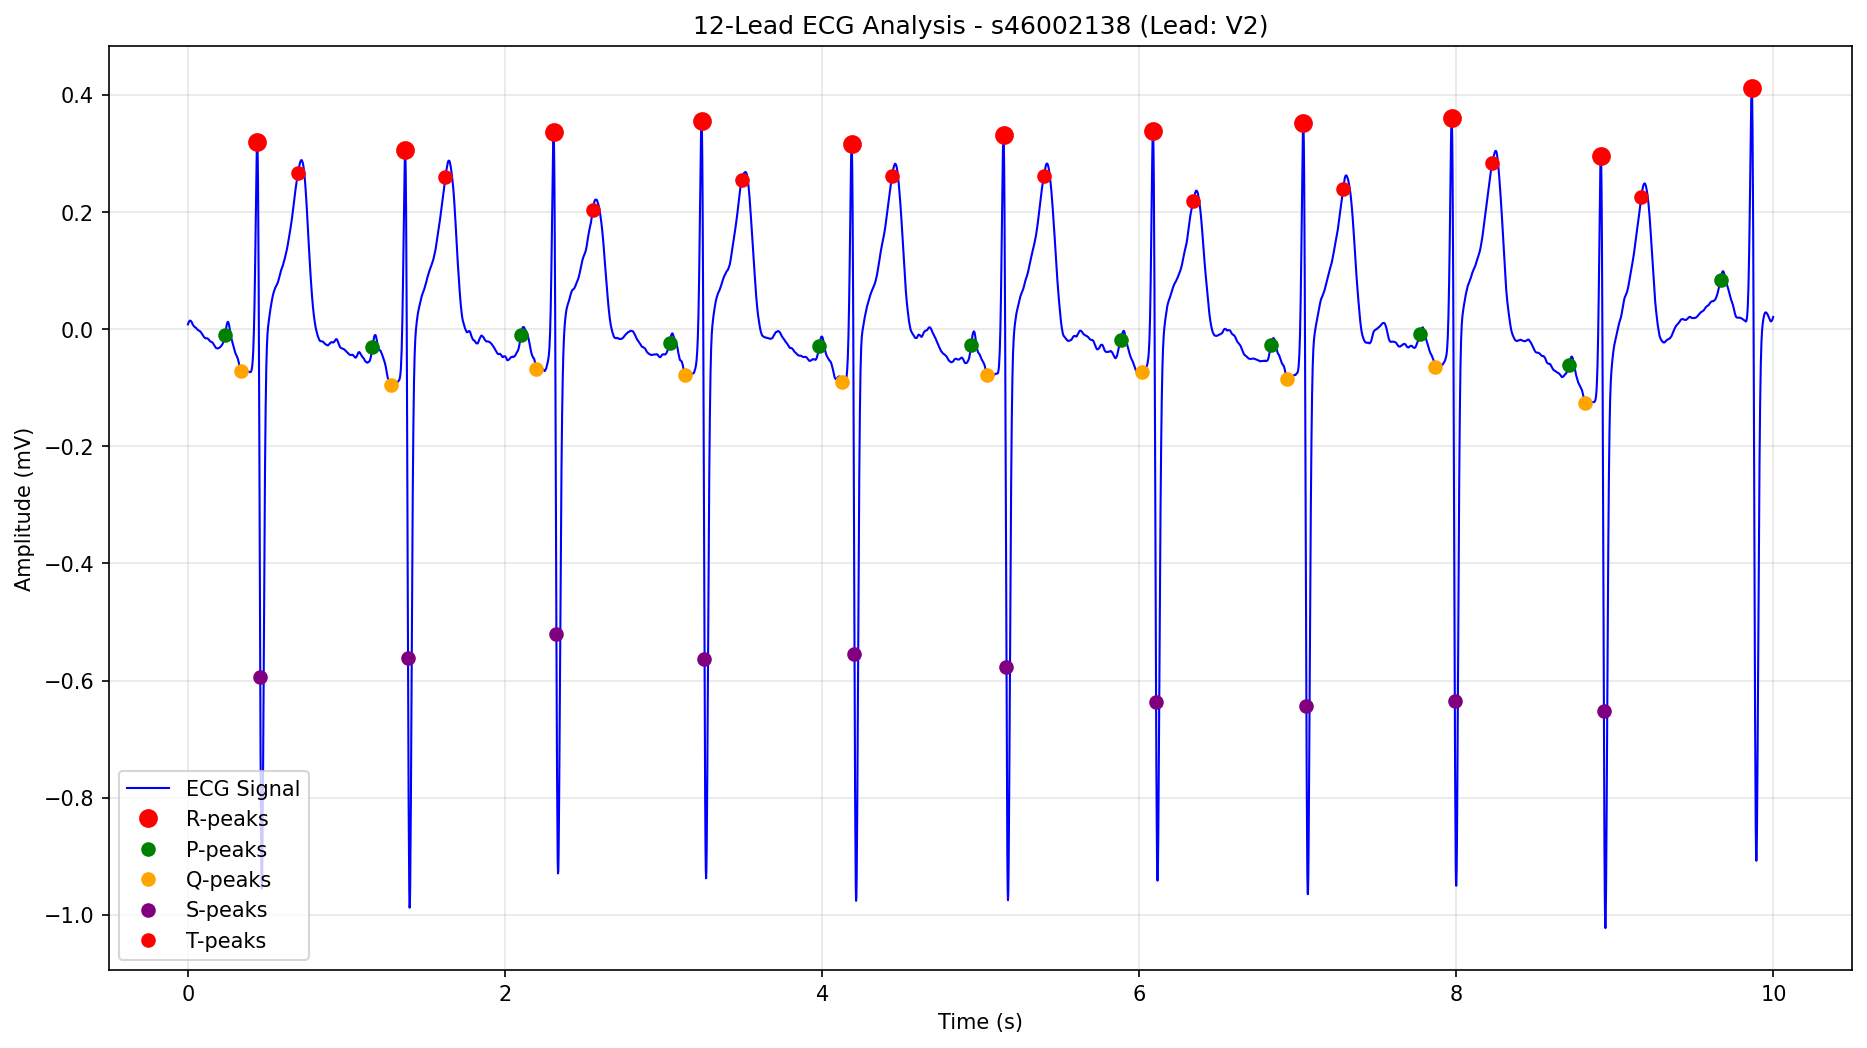 12-Lead ECG Analysis - s46002138 (Lead: V2)
Amplitude (mV)
0.4
0.2
0.0
−0.2
−0.4
−0.6
−0.8
−1.0
ECG Signal
R-peaks
P-peaks
Q-peaks
S-peaks
T-peaks
0 2 4 6 8 10
Time (s)